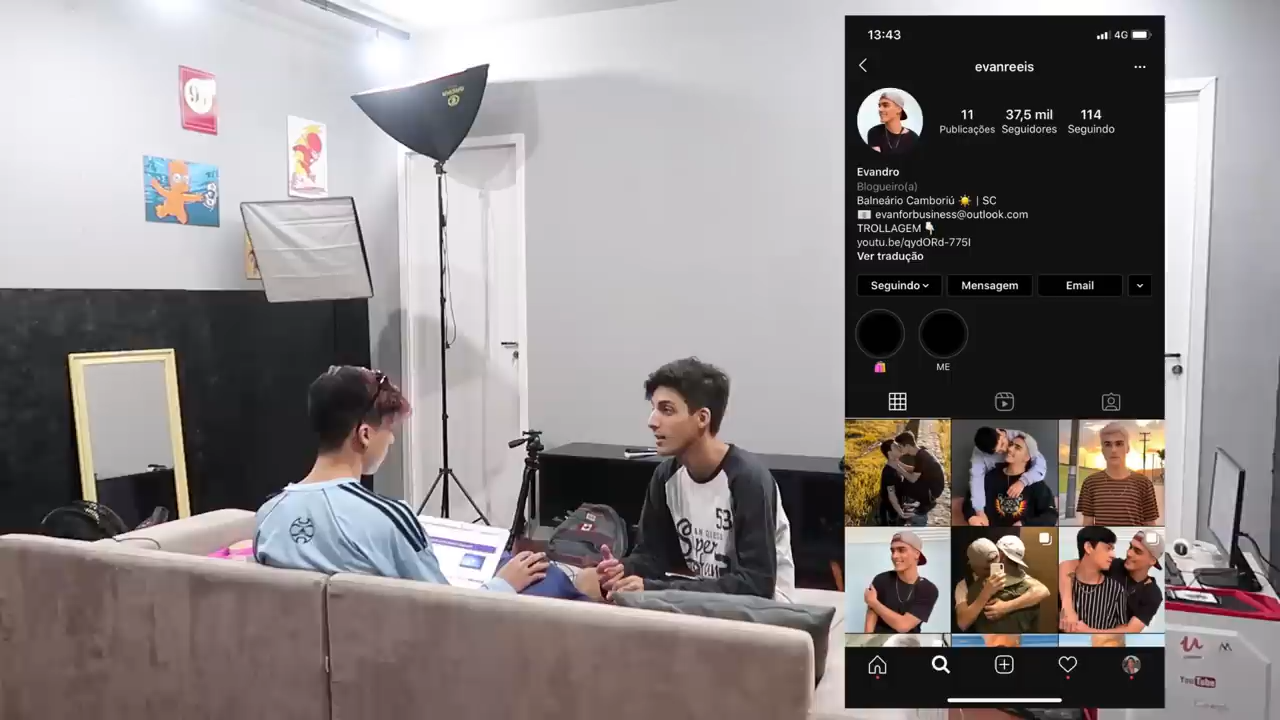 13:43
4G
evanreeis
11
37,5 mil
114
Publicações
Seguidores
Seguindo
Evandro
Blogueiro(a)
Balneário Camboriú ☀️ | SC
📧 evanforbusiness@outlook.com
TROLLAGEM 👇🏻
youtu.be/qydORd-775I
Ver tradução
Seguindo
Mensagem
Email
🛍️
ME
53
YouTube